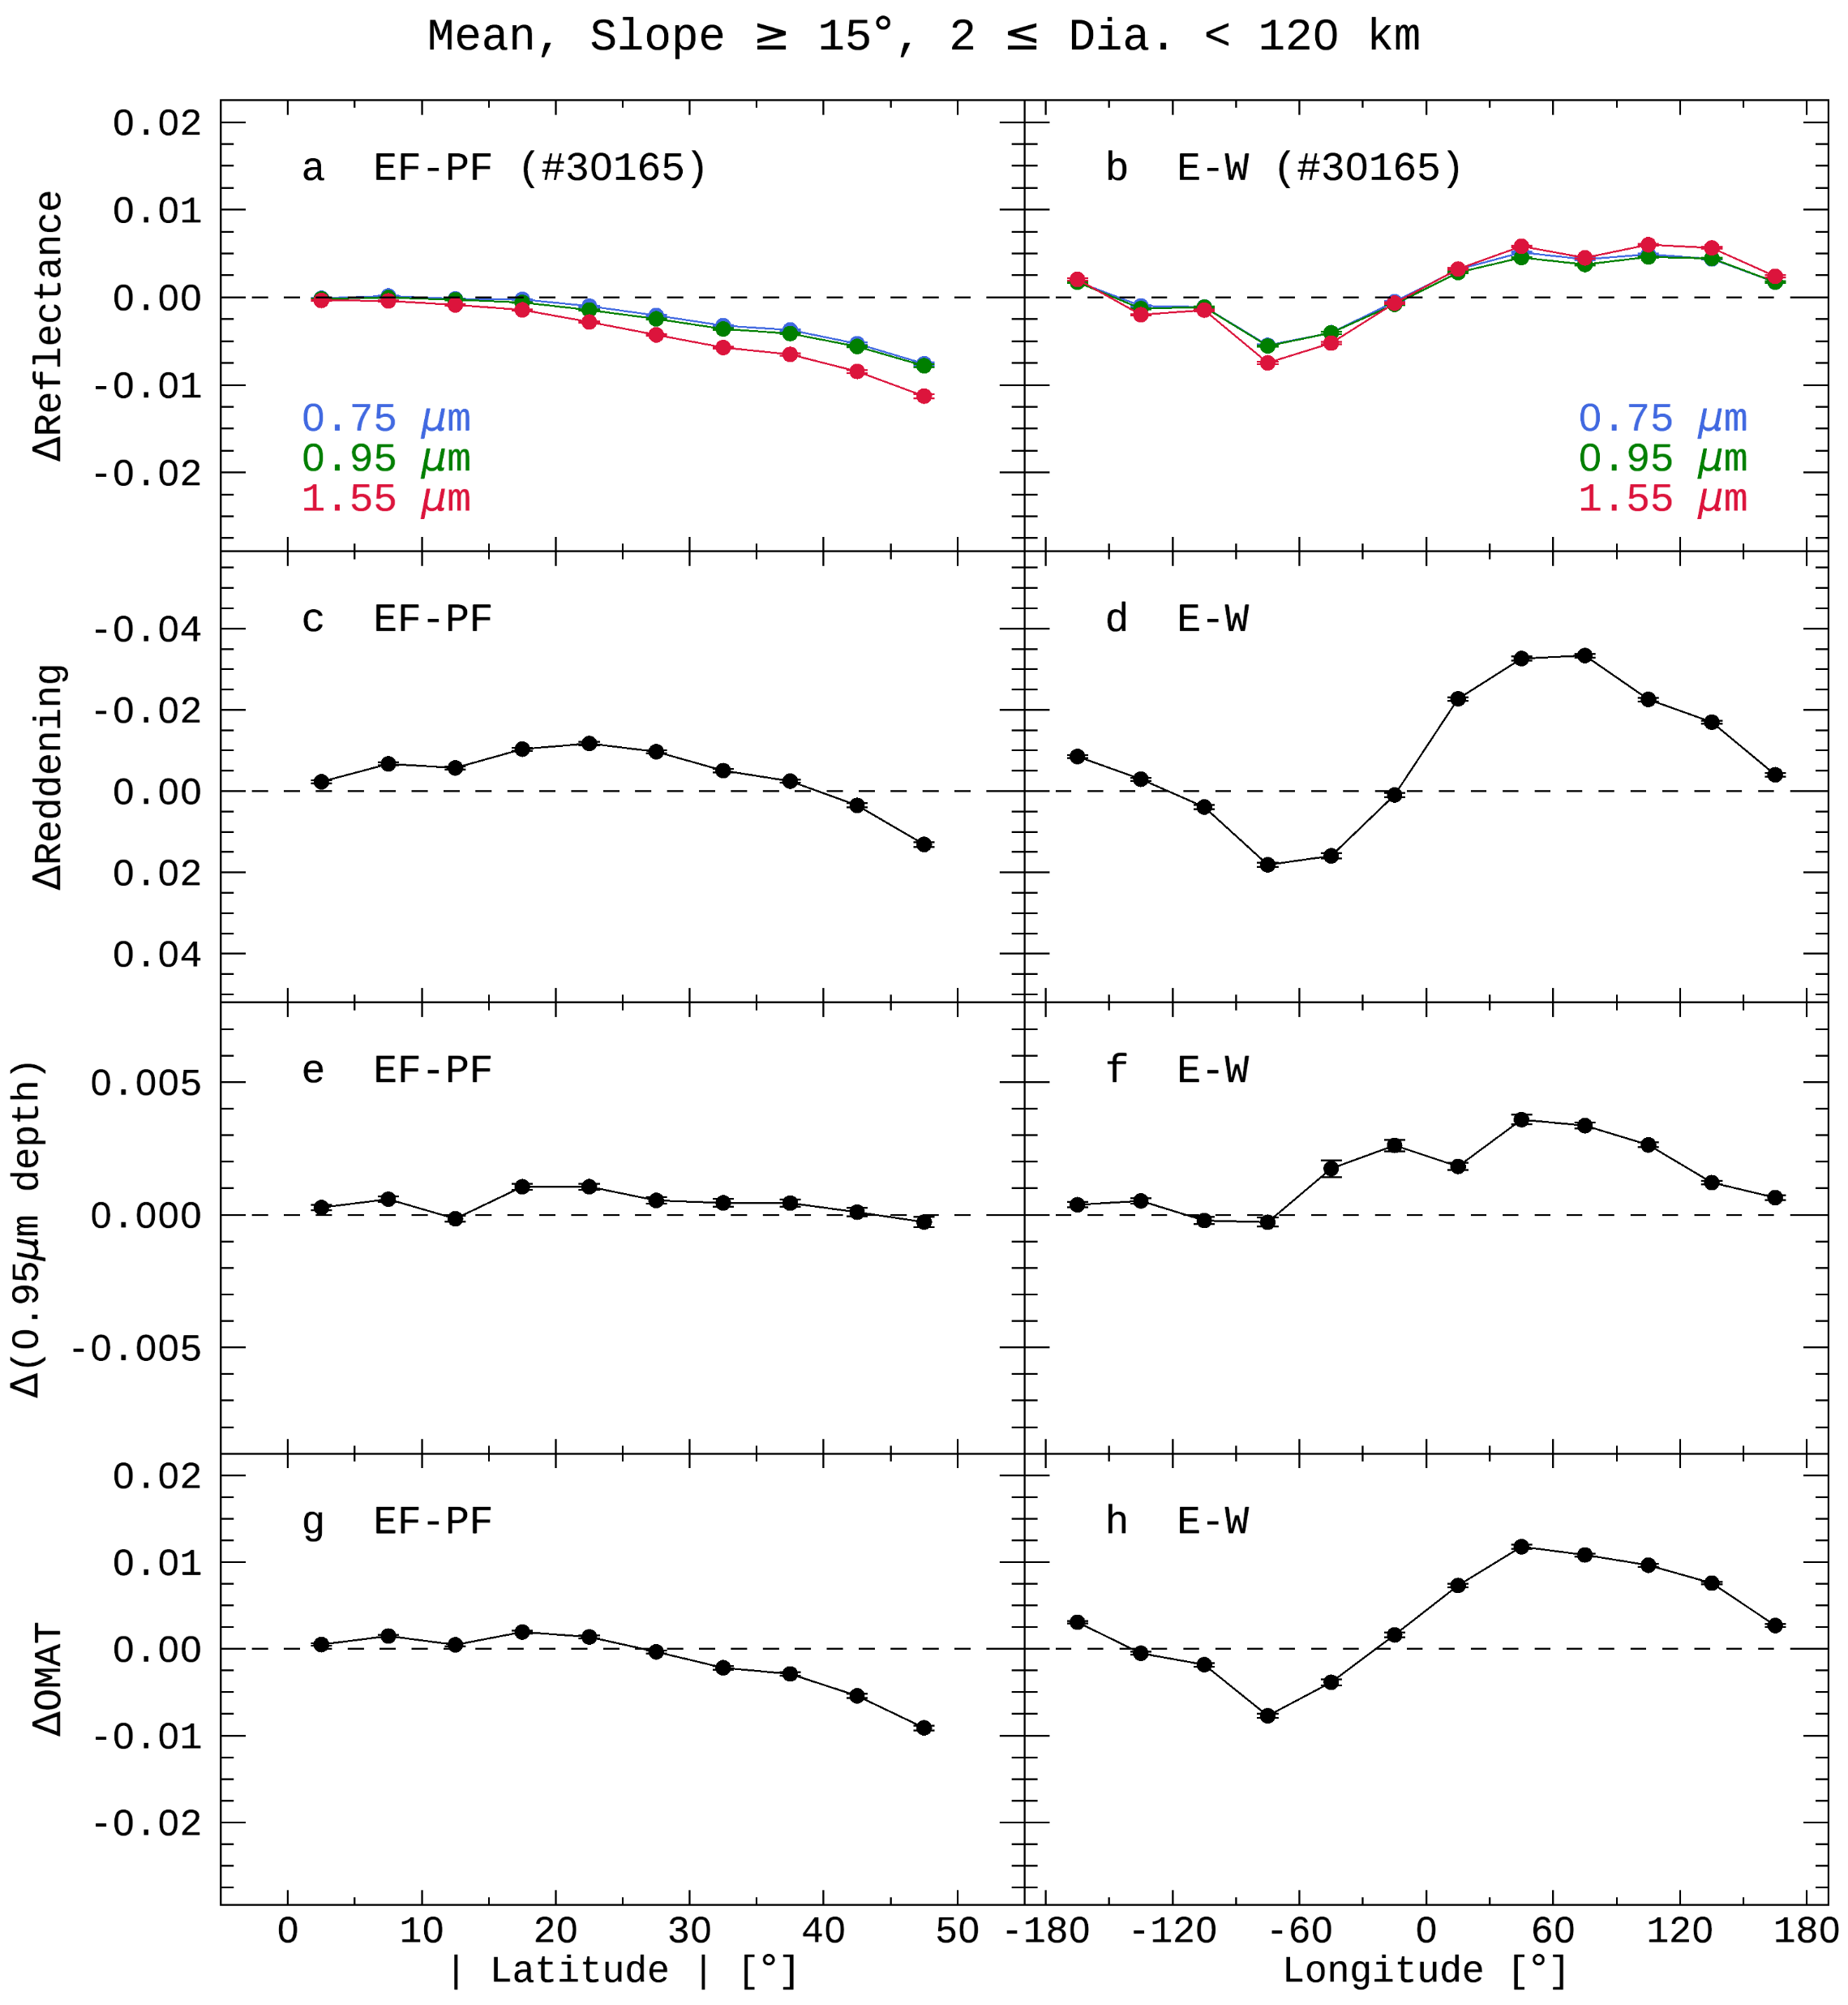 Mean, Slope ≥ 15°, 2 ≤ Dia. < 120 km
ΔReflectance
0.02
0.01
0.00
-0.01
-0.02
a EF-PF (#30165)
0.75 μm
0.95 μm
1.55 μm
b E-W (#30165)
0.75 μm
0.95 μm
1.55 μm
ΔReddening
-0.04
-0.02
0.00
0.02
0.04
c EF-PF
d E-W
Δ(0.95μm depth)
0.005
0.000
-0.005
e EF-PF
f E-W
ΔOMAT
0.02
0.01
0.00
-0.01
-0.02
g EF-PF
h E-W
0 10 20 30 40 50 -180 -120 -60 0 60 120 180
| Latitude | [°] Longitude [°]